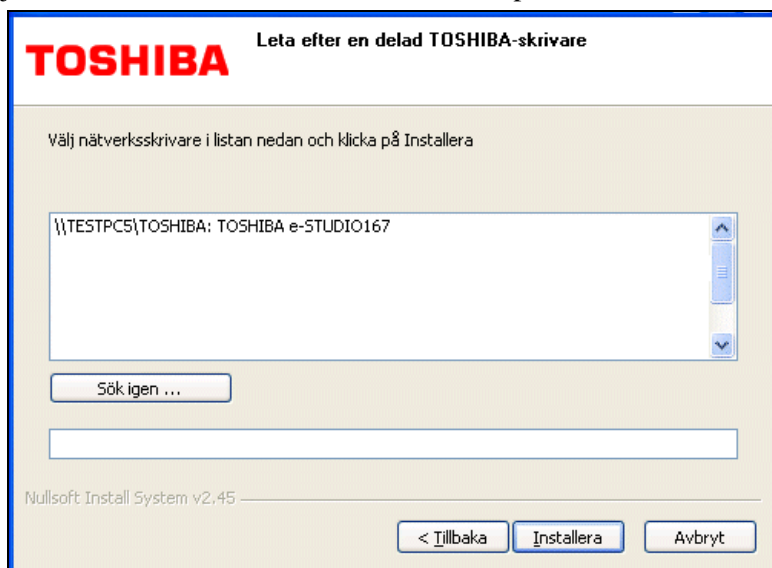 TOSHIBA
Leta efter en delad TOSHIBA-skrivare
Välj nätverksskrivare i listan nedan och klicka på Installera
\\TESTPC5\TOSHIBA: TOSHIBA e-STUDIO167
Sök igen ...
Nullsoft Install System v2.45
< Tillbaka
Installera
Avbryt